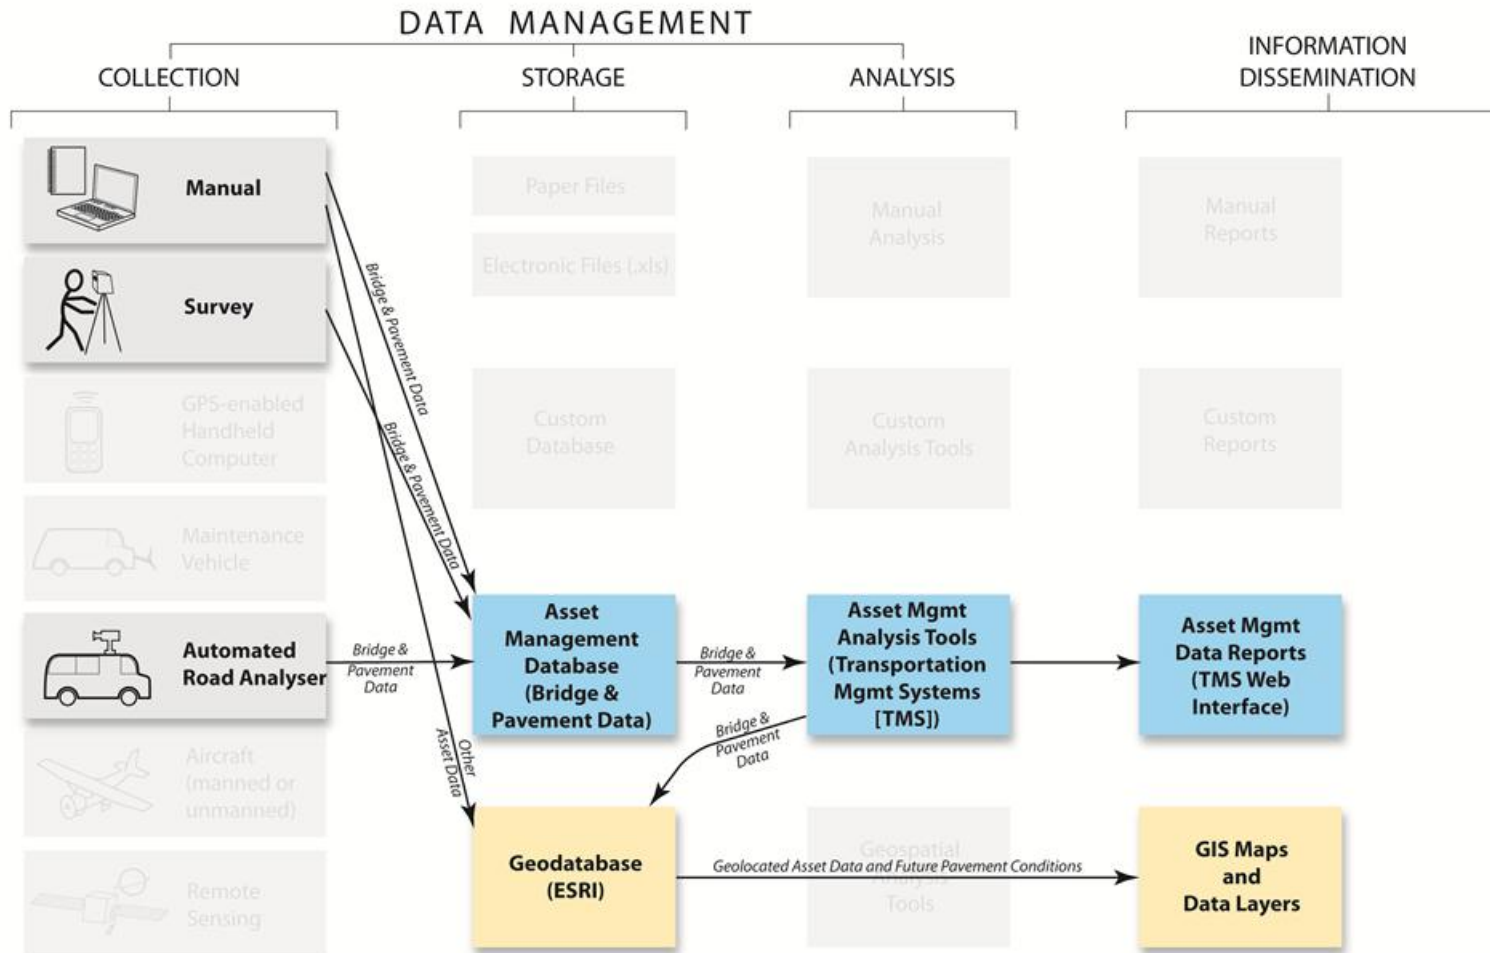 DATA MANAGEMENT
COLLECTION
STORAGE
ANALYSIS
INFORMATION
DISSEMINATION
Manual
Survey
GPS-enabled
Handheld
Computer
Maintenance
Vehicle
Automated
Road Analyser
Aircraft
(manned or
unmanned)
Remote
Sensing
Bridge & Pavement Data
Bridge & Pavement Data
Bridge &
Pavement
Data
Other
Asset Data
Paper Files
Electronic Files (.xls)
Custom
Database
Asset
Management
Database
(Bridge &
Pavement Data)
Geodatabase
(ESRI)
Bridge &
Pavement
Data
Bridge &
Pavement
Data
Manual
Analysis
Custom
Analysis Tools
Asset Mgmt
Analysis Tools
(Transportation
Mgmt Systems
[TMS])
Geospatial
Analysis
Tools
Geolocated Asset Data and Future Pavement Conditions
Manual
Reports
Custom
Reports
Asset Mgmt
Data Reports
(TMS Web
Interface)
GIS Maps
and
Data Layers